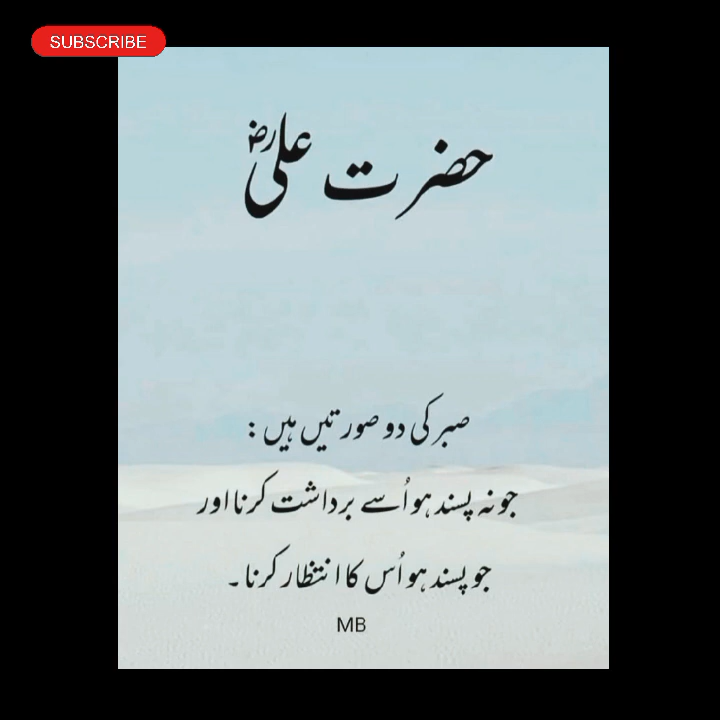 SUBSCRIBE
حضرت علیؓ
صبر کی دو صورتیں ہیں :
جو نہ پسند ہو اُسے برداشت کرنا اور
جو پسند ہو اُس کا انتظار کرنا ۔
MB